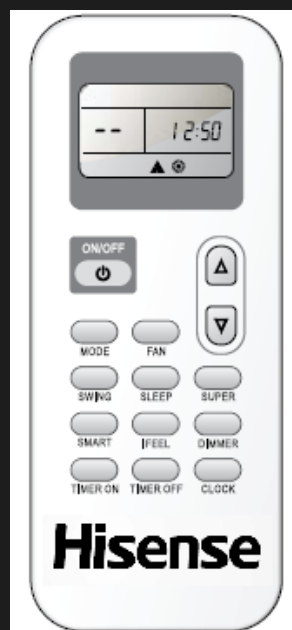 -- 12:50
ON/OFF
MODE FAN
SWING SLEEP SUPER
SMART IFEEL DIMMER
TIMER ON TIMER OFF CLOCK
Hisense